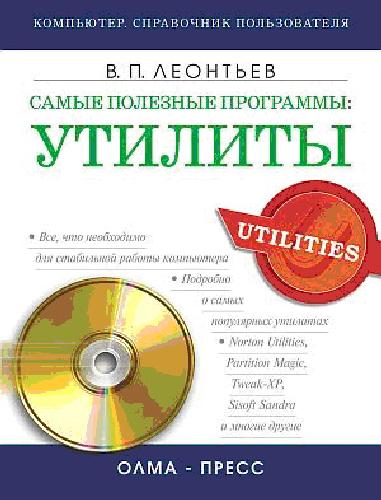 КОМПЬЮТЕР. СПРАВОЧНИК ПОЛЬЗОВАТЕЛЯ
В. П. ЛЕОНТЬЕВ
САМЫЕ ПОЛЕЗНЫЕ ПРОГРАММЫ:
УТИЛИТЫ
UTILITIES
• Все, что необходимо
для стабильной работы компьютера
• Подробно
о самых
популярных утилитах
• Norton Utilities,
Partition Magic,
Tweak-XP,
Sisoft Sandra
и многие другие
ОЛМА - ПРЕСС